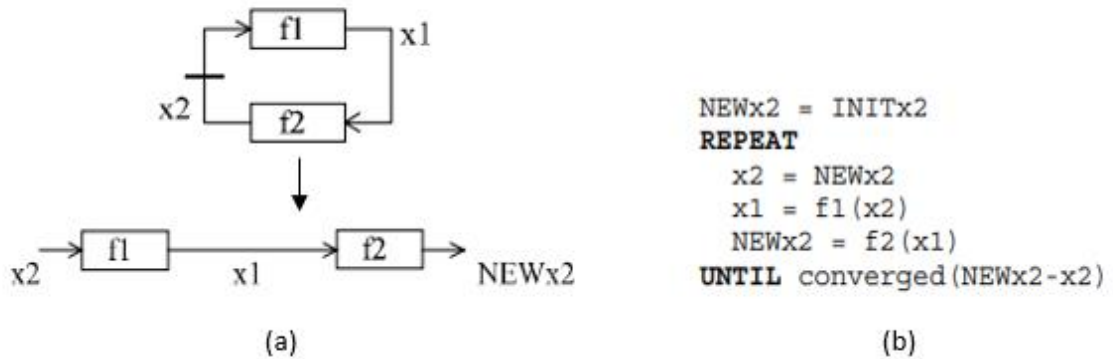 f1
x1
x2
f2
f1
f2
x2
x1
NEWx2
(a)
NEWx2 = INITx2
REPEAT
x2 = NEWx2
x1 = f1(x2)
NEWx2 = f2(x1)
UNTIL converged(NEWx2-x2)
(b)